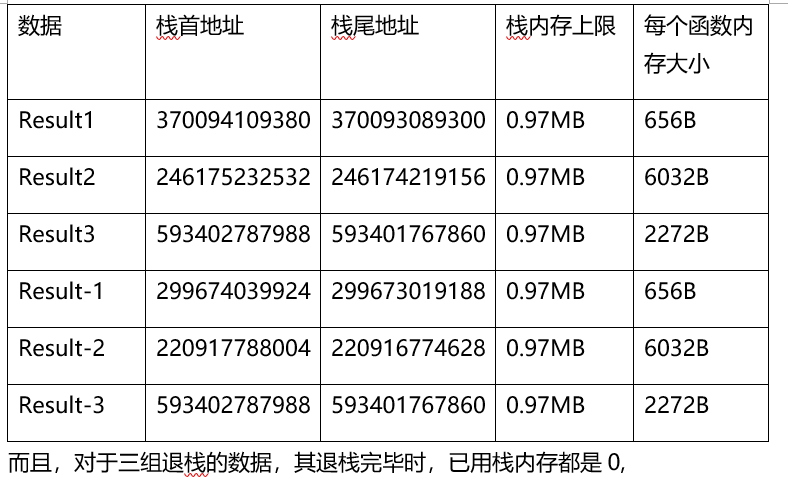 数据 栈首地址 栈尾地址 栈内存上限 每个函数内
存大小
Result1 370094109380 370093089300 0.97MB 656B
Result2 246175232532 246174219156 0.97MB 6032B
Result3 593402787988 593401767860 0.97MB 2272B
Result-1 299674039924 299673019188 0.97MB 656B
Result-2 220917788004 220916774628 0.97MB 6032B
Result-3 593402787988 593401767860 0.97MB 2272B
而且，对于三组退栈的数据，其退栈完毕时，已用栈内存都是 0,